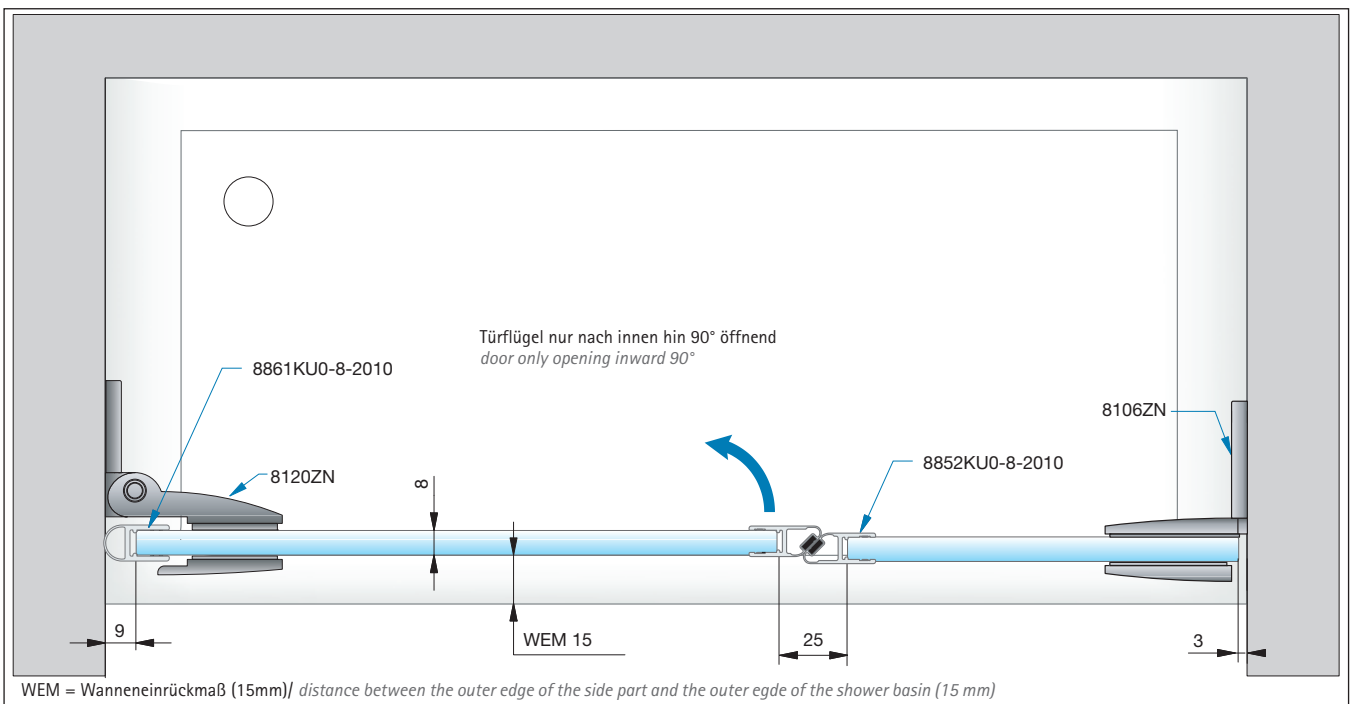 Türflügel nur nach innen hin 90° öffnend
door only opening inward 90°
8861KU0-8-2010
8106ZN
8120ZN
8
8852KU0-8-2010
9
WEM 15
25
3
WEM = Wanneneinrückmaß (15mm)/ distance between the outer edge of the side part and the outer egde of the shower basin (15 mm)